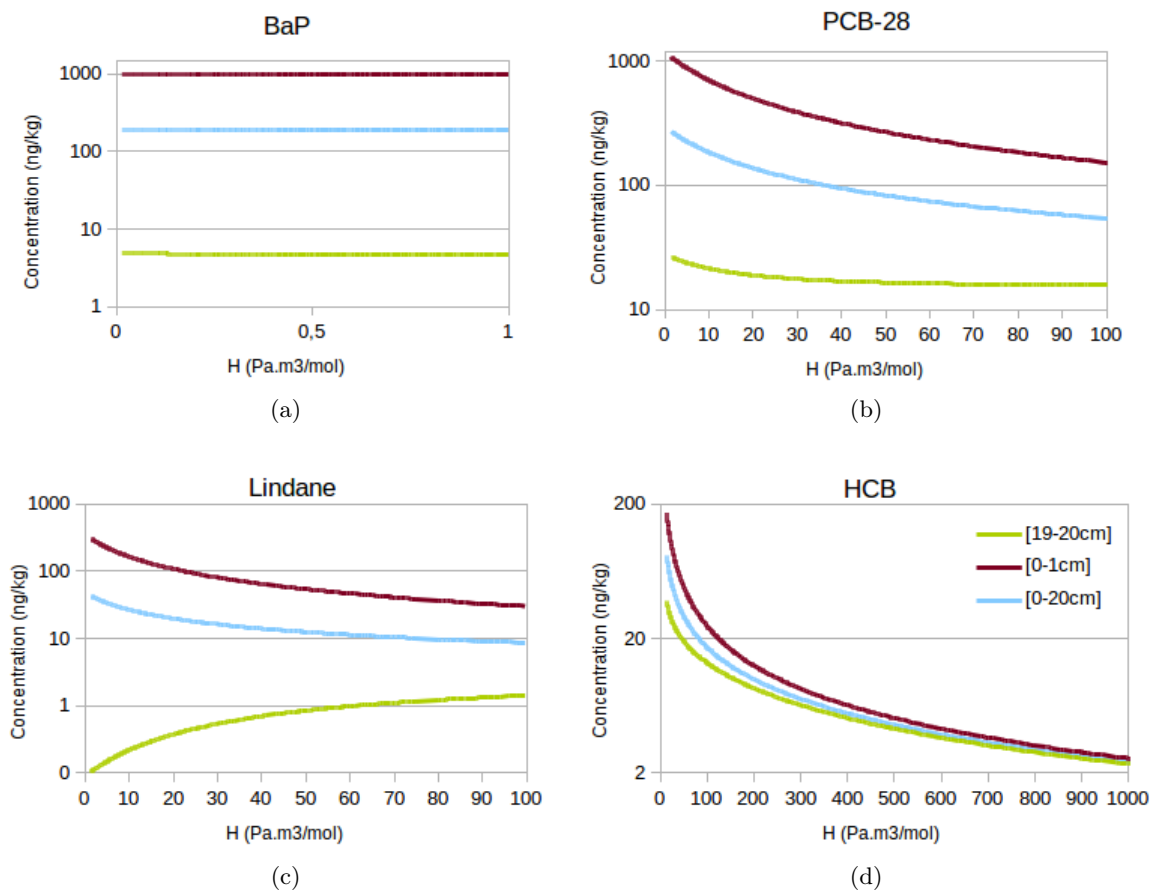 BaP
1000
100
10
1
0
0,5
1
Concentration (ng/kg)
H (Pa.m3/mol)
(a)
PCB-28
1000
100
10
0 10 20 30 40 50 60 70 80 90 100
Concentration (ng/kg)
H (Pa.m3/mol)
(b)
Lindane
1000
100
10
1
0
0 10 20 30 40 50 60 70 80 90 100
Concentration (ng/kg)
H (Pa.m3/mol)
(c)
HCB
200
20
2
0 100 200 300 400 500 600 700 800 900 1000
[19-20cm]
[0-1cm]
[0-20cm]
Concentration (ng/kg)
H (Pa.m3/mol)
(d)